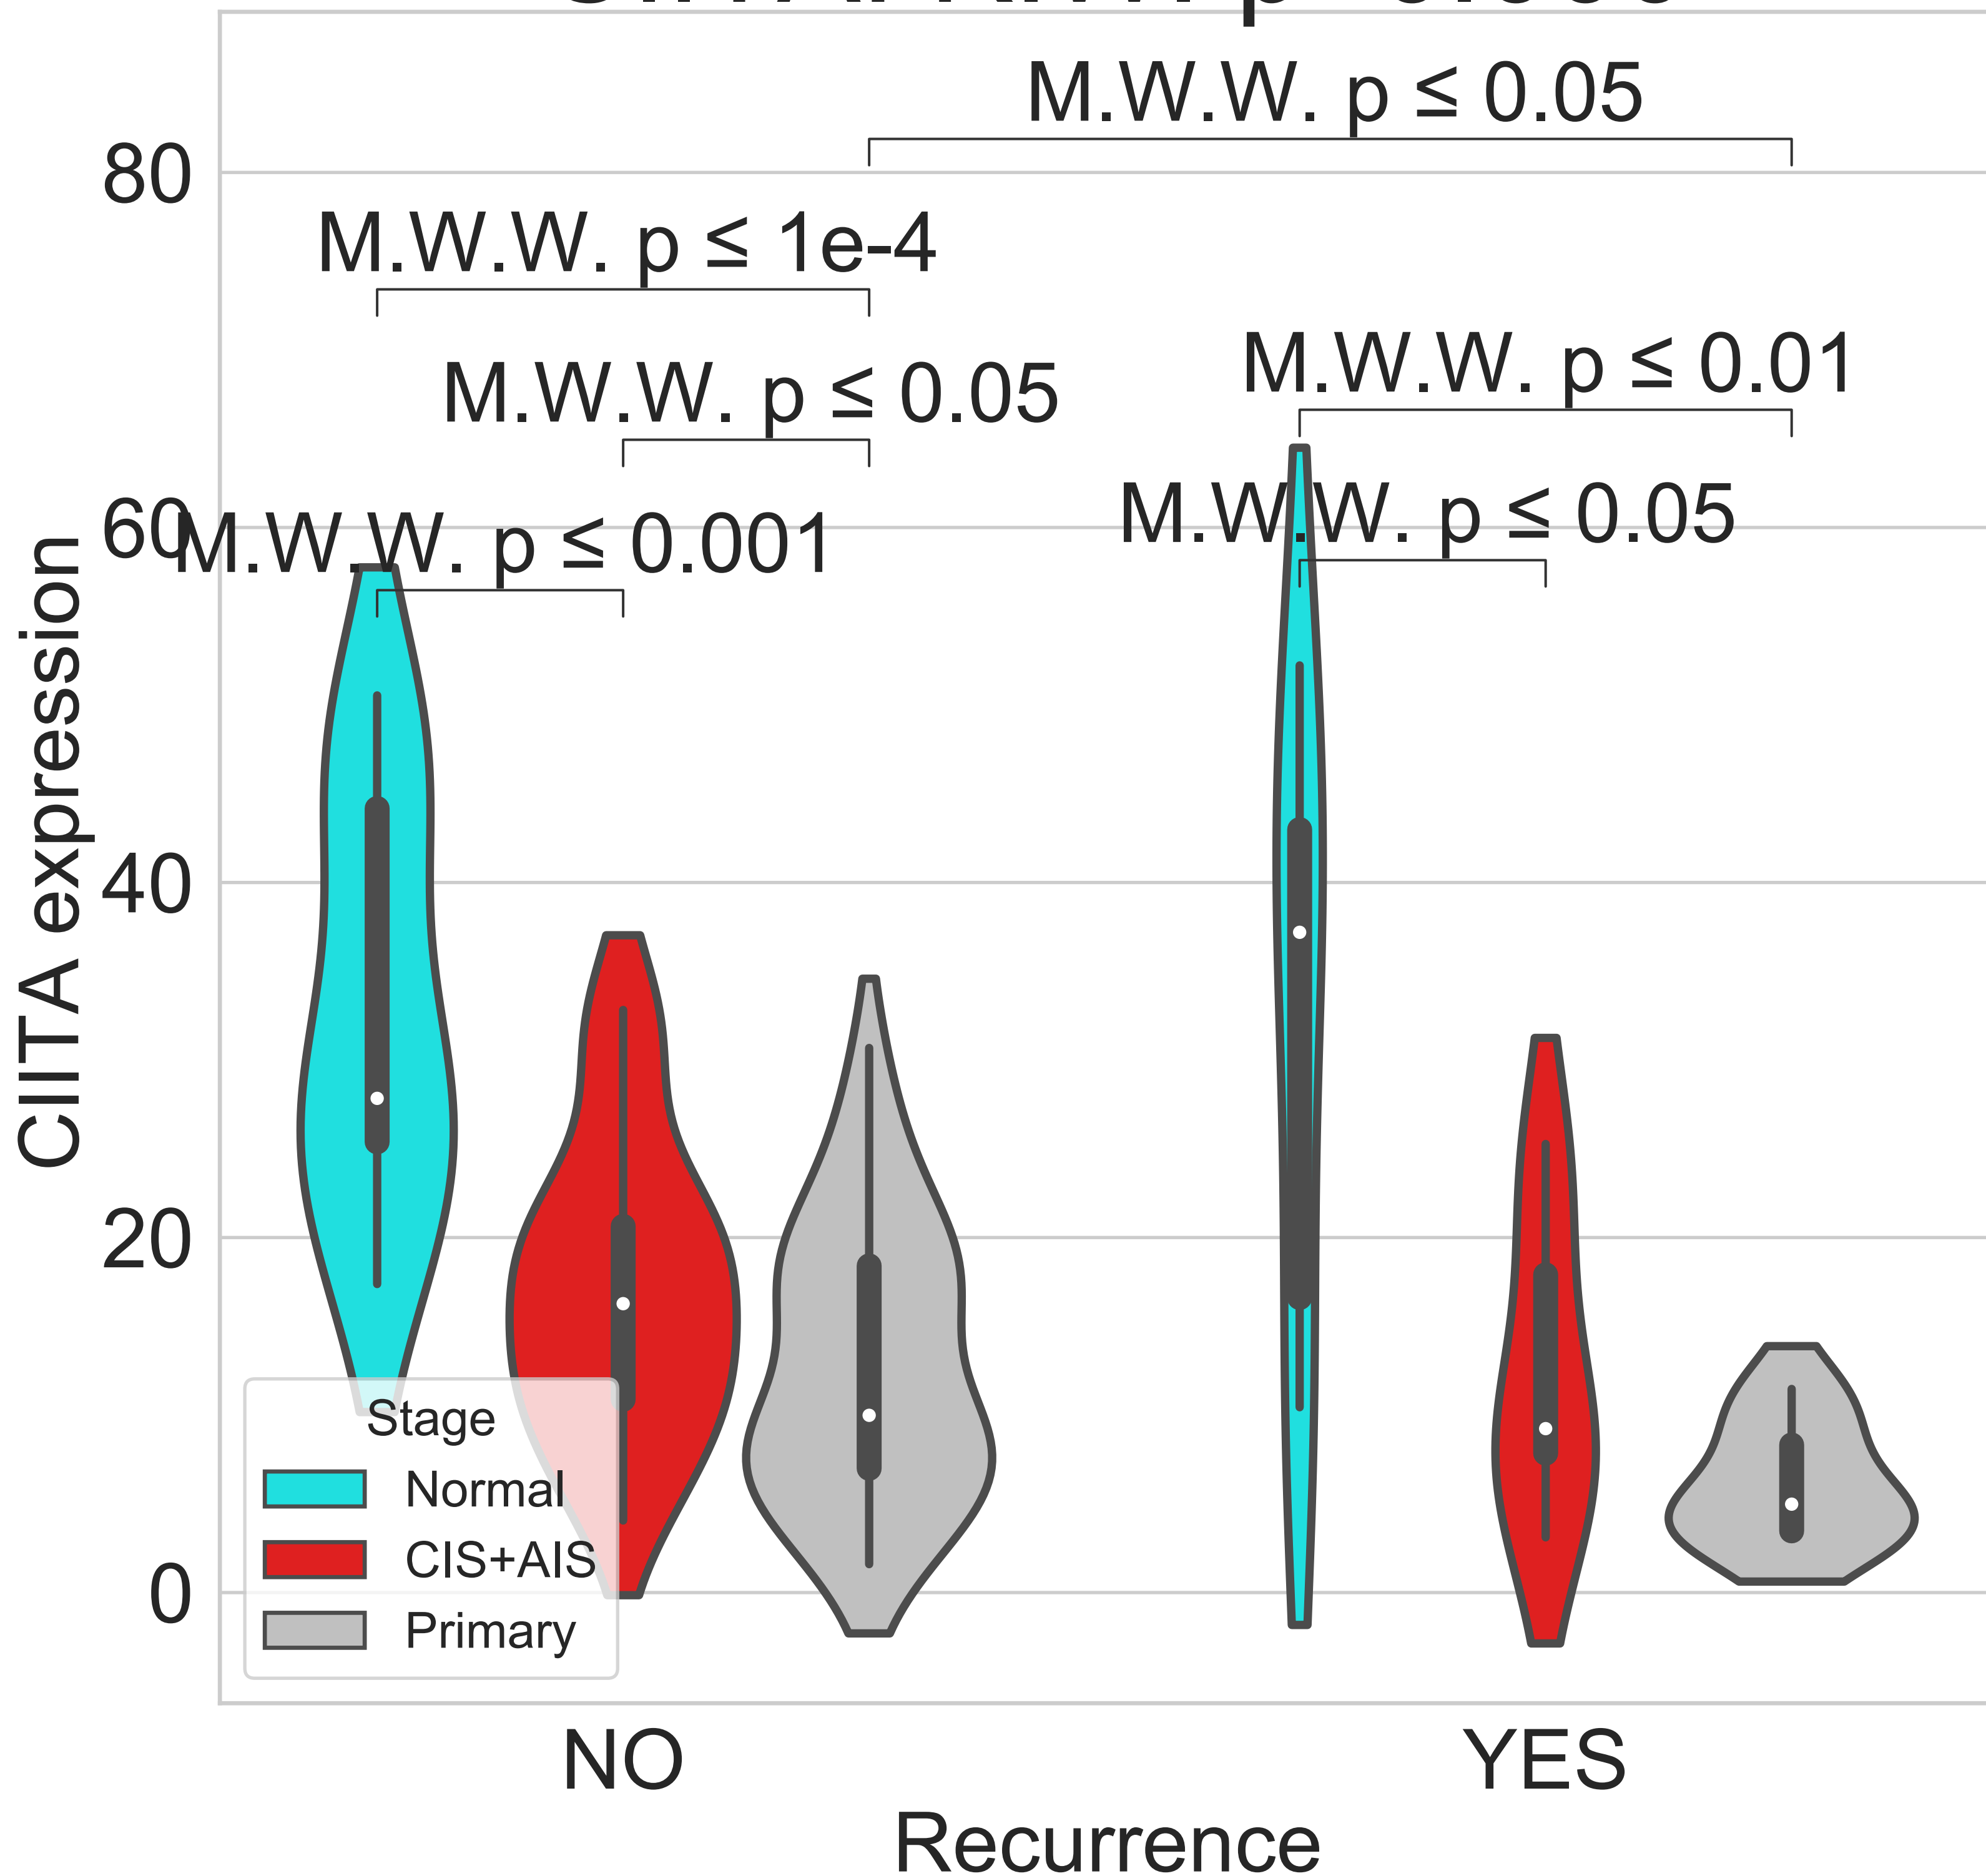 M.W.W. p ≤ 0.05
80
M.W.W. p ≤ 1e-4
M.W.W. p ≤ 0.01
M.W.W. p ≤ 0.05
M.W.W. p ≤ 0.05
60
M.W.W. p ≤ 0.001
CIITA expression
40
20
0
Stage
Normal
CIS+AIS
Primary
NO
YES
Recurrence